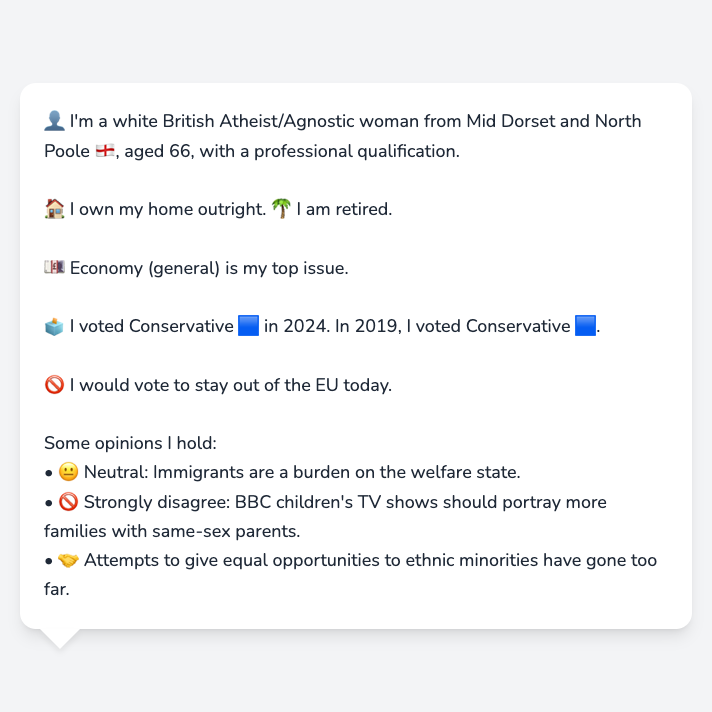 👤 I'm a white British Atheist/Agnostic woman from Mid Dorset and North
Poole 🏴󠁧󠁢󠁥󠁮󠁧󠁿, aged 66, with a professional qualification.
🏠 I own my home outright. 🌴 I am retired.
💷 Economy (general) is my top issue.
🗳️ I voted Conservative 🟦 in 2024. In 2019, I voted Conservative 🟦.
🚫 I would vote to stay out of the EU today.
Some opinions I hold:
• 😐 Neutral: Immigrants are a burden on the welfare state.
• 🚫 Strongly disagree: BBC children's TV shows should portray more
families with same-sex parents.
• 🤝 Attempts to give equal opportunities to ethnic minorities have gone too
far.